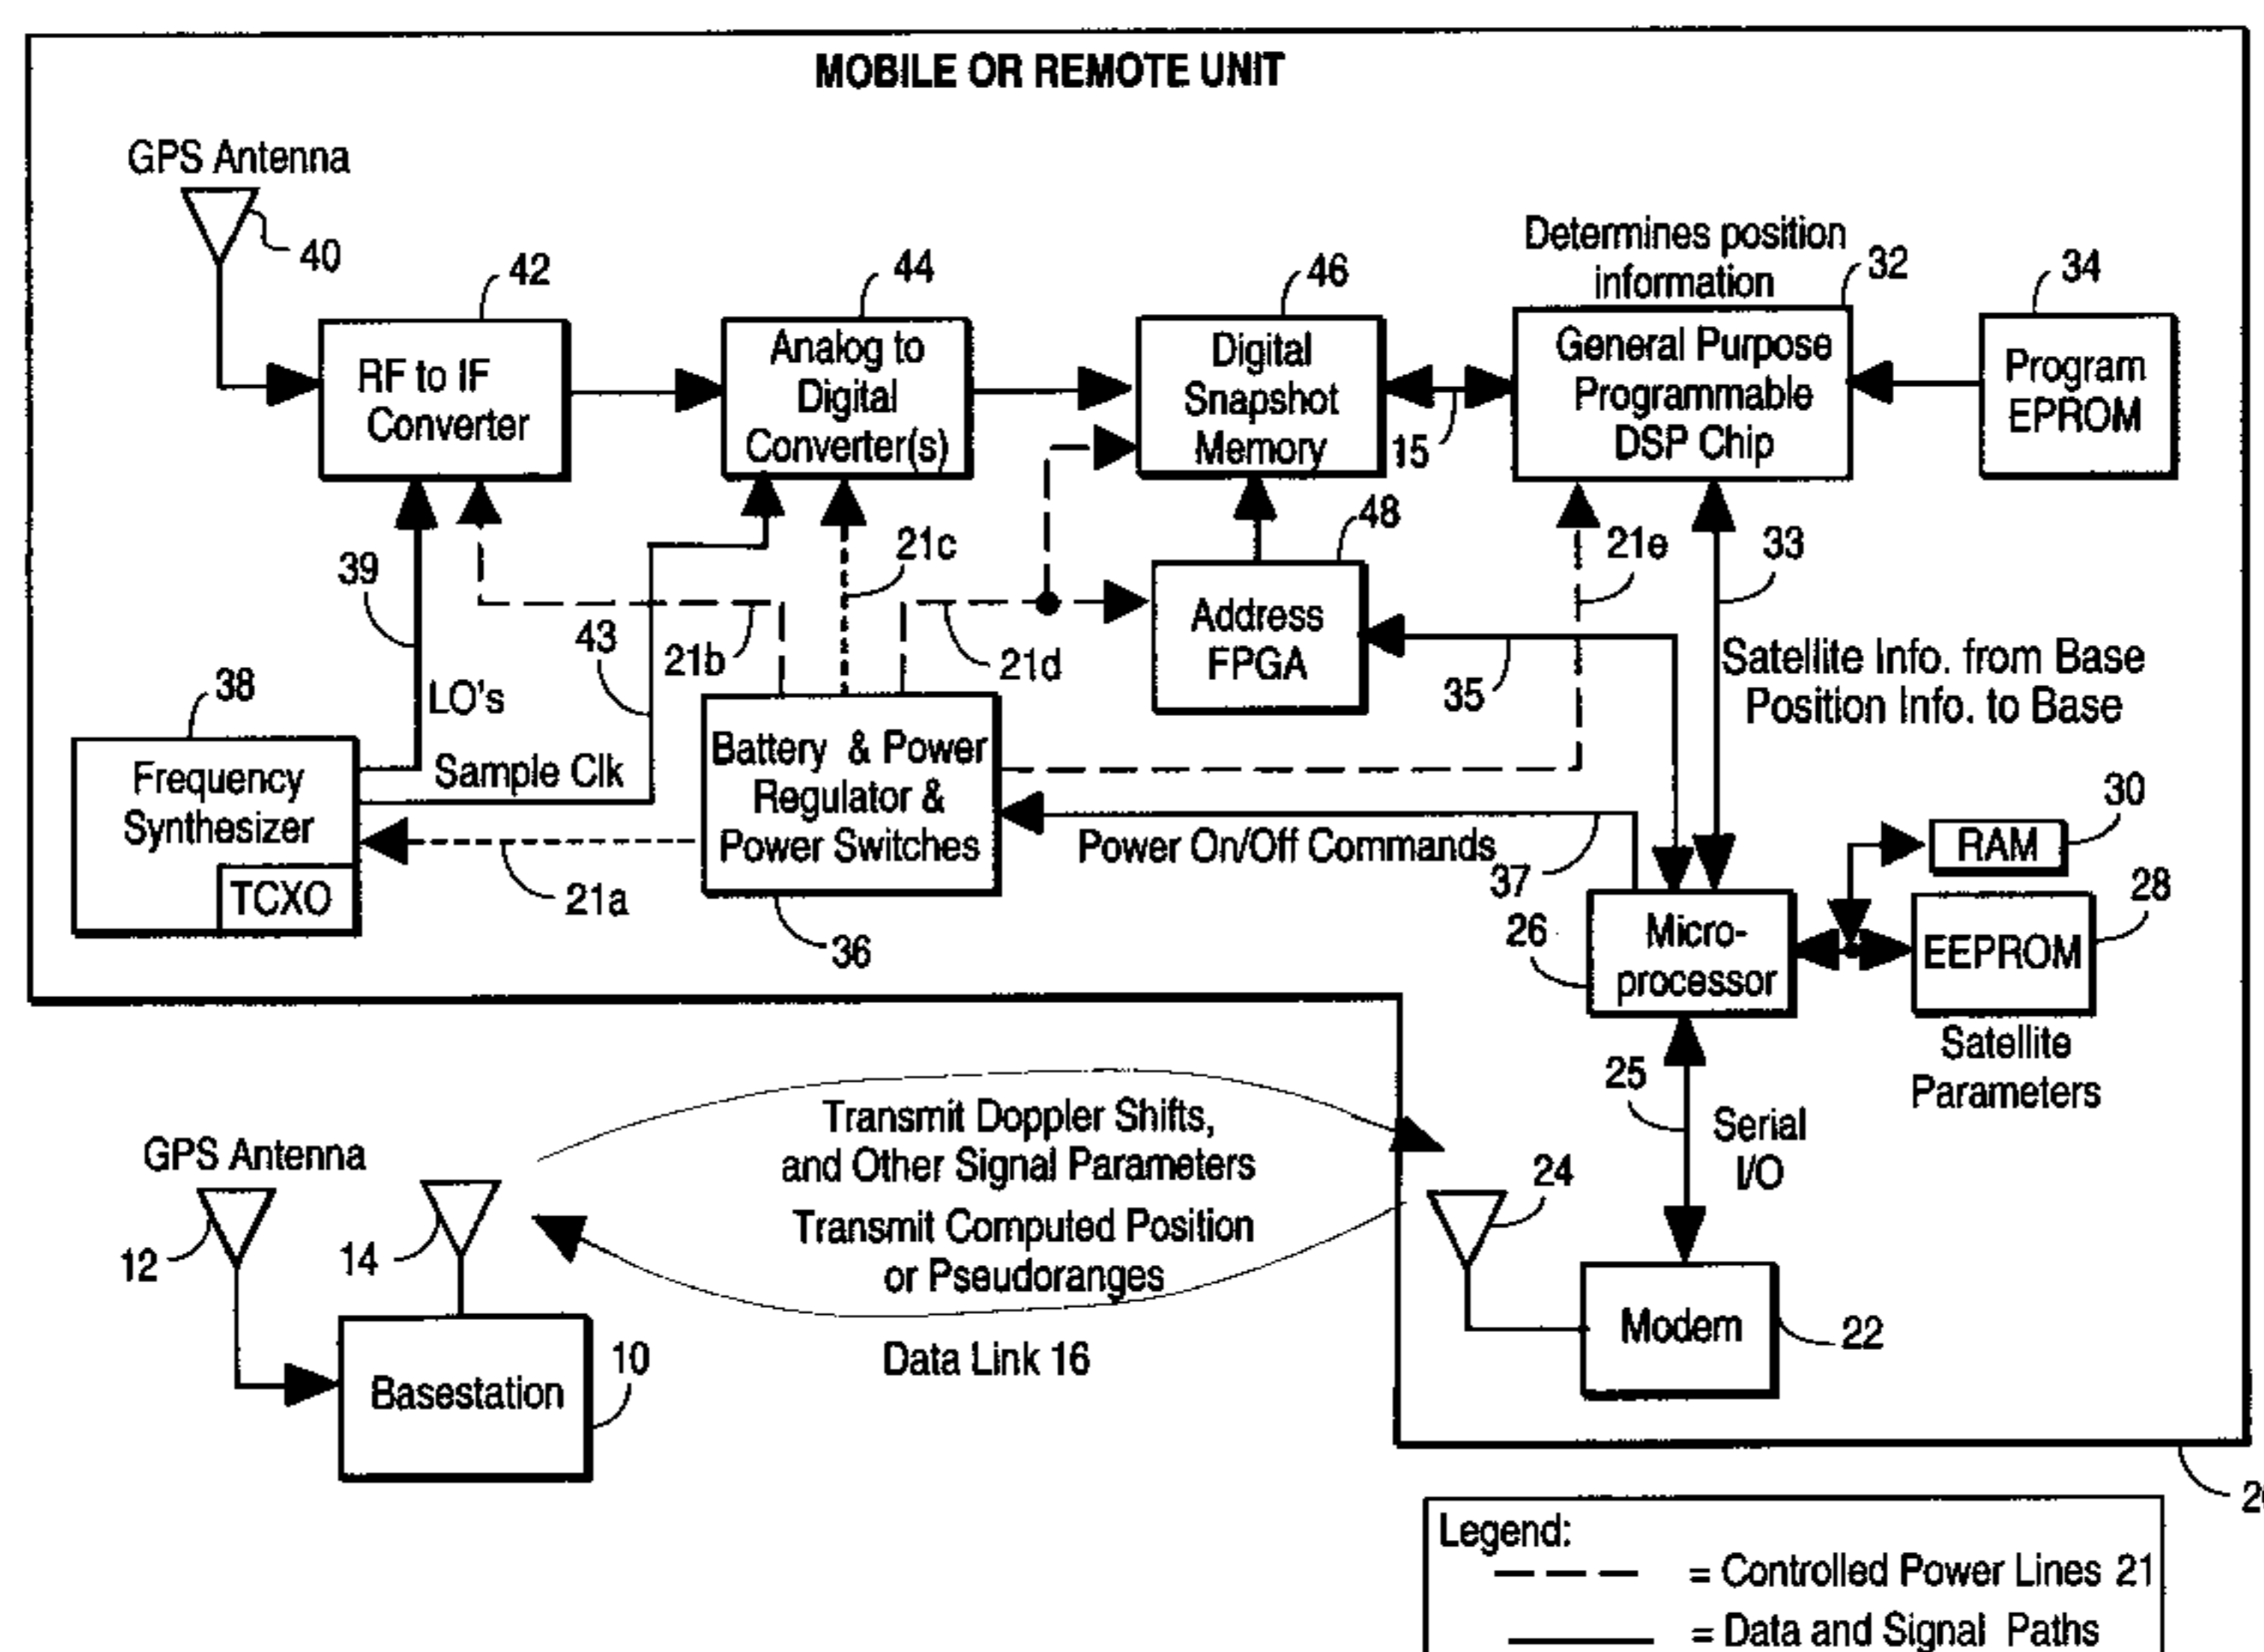 MOBILE OR REMOTE UNIT
GPS Antenna
40
42
44
46
Determines position
information
32
34
RF to IF
Converter
Analog to
Digital
Converter(s)
Digital
Snapshot
Memory
15
General Purpose
Programmable
DSP Chip
Program
EPROM
39
21c
48
21e
33
43
21b
21d
Address
FPGA
35
Satellite Info. from Base
Position Info. to Base
38
LO's
Sample Clk
Frequency
Synthesizer
TCXO
21a
Battery & Power
Regulator &
Power Switches
36
Power On/Off Commands
37
30
RAM
28
26
Micro-
processor
EEPROM
Satellite
Parameters
25
Serial
I/O
GPS Antenna
12
14
Transmit Doppler Shifts,
and Other Signal Parameters
Transmit Computed Position
or Pseudoranges
Data Link 16
24
Modem
22
Basestation
10
Legend:
= Controlled Power Lines 21
= Data and Signal Paths